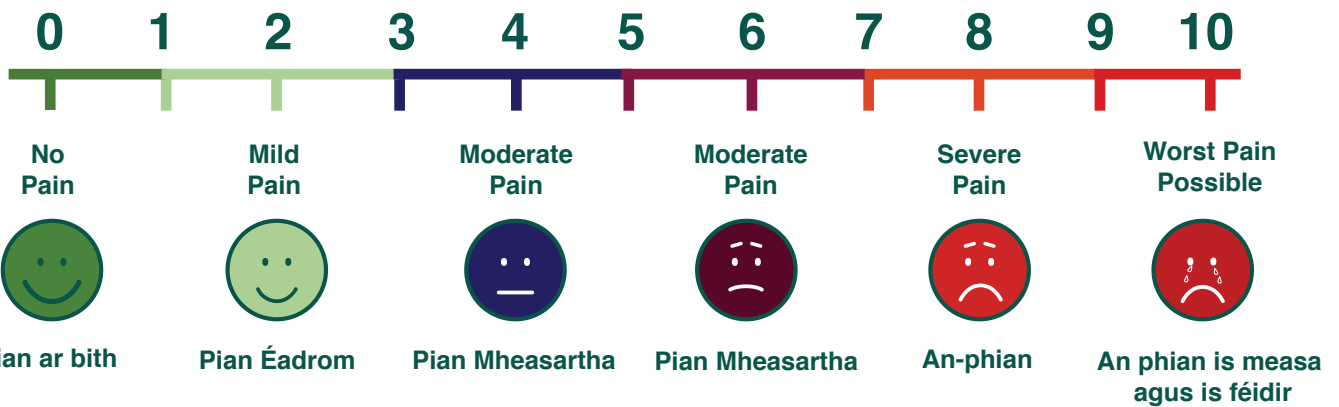 0 1 2 3 4 5 6 7 8 9 10
No
Pain
Mild
Pain
Moderate
Pain
Moderate
Pain
Severe
Pain
Worst Pain
Possible
ar bith
Pian Éadrom
Pian Mheasartha
Pian Mheasartha
An-phian
An phian is measa
agus is féidir